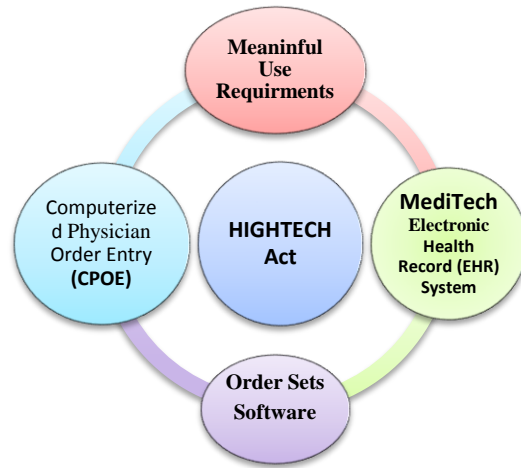 Meaninful
Use
Requirments
Computerize
d Physician
Order Entry
(CPOE)
HIGHTECH
Act
MediTech
Electronic
Health
Record (EHR)
System
Order Sets
Software